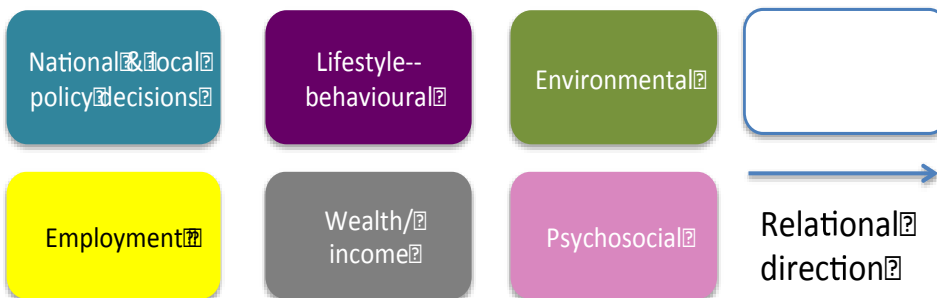 National & local
policy decisions
Lifestyle--
behavioural
Environmental
Employment
Wealth/
income
Psychosocial
Relational
direction